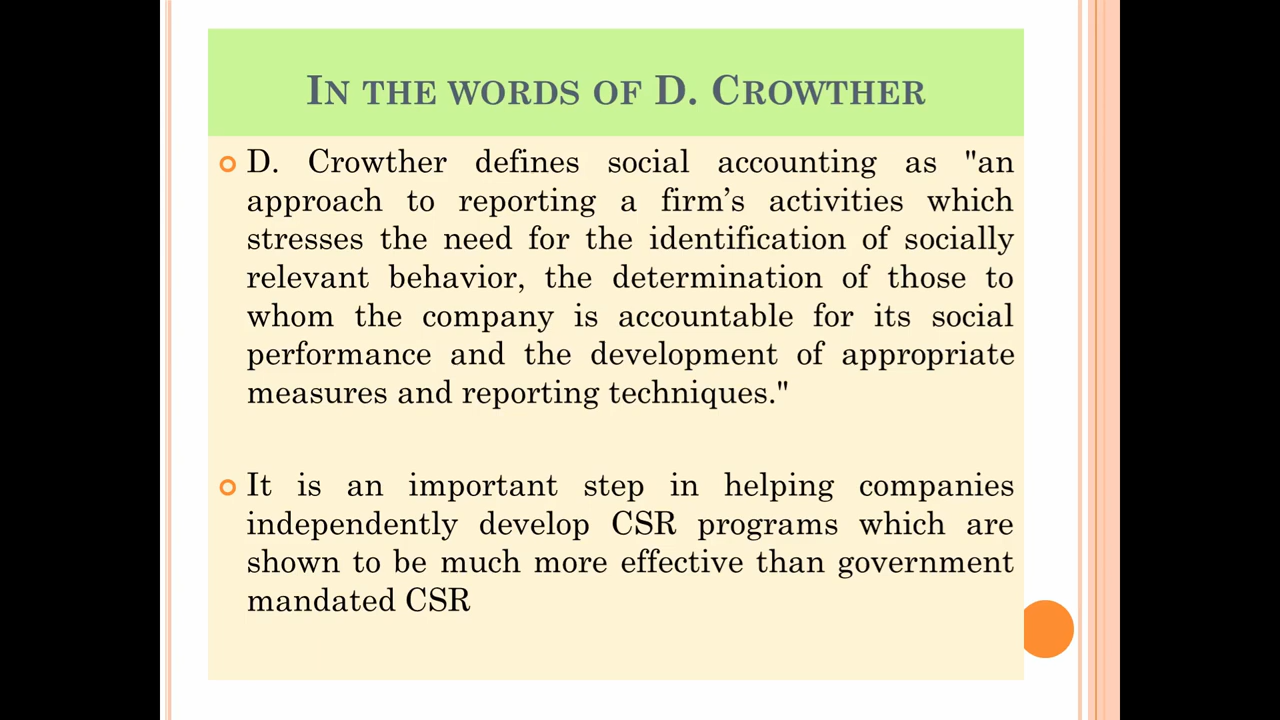 In the words of D. Crowther
D. Crowther defines social accounting as "an
approach to reporting a firm’s activities which
stresses the need for the identification of socially
relevant behavior, the determination of those to
whom the company is accountable for its social
performance and the development of appropriate
measures and reporting techniques."
It is an important step in helping companies
independently develop CSR programs which are
shown to be much more effective than government
mandated CSR